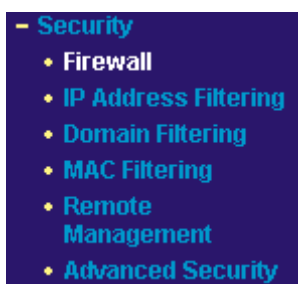 – Security
• Firewall
• IP Address Filtering
• Domain Filtering
• MAC Filtering
• Remote
Management
• Advanced Security